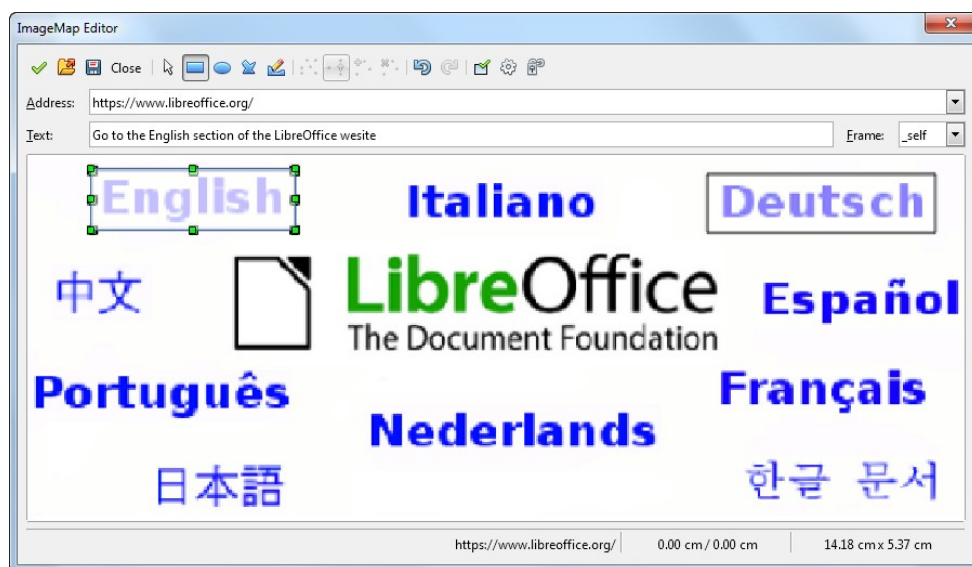 ImageMap Editor
Close
Address: https://www.libreoffice.org/
Text: Go to the English section of the LibreOffice wesite Frame: _self
English Italiano Deutsch
中文 LibreOffice Español
The Document Foundation
Português Français
Nederlands
日本語 한글 문서
https://www.libreoffice.org/ 0.00 cm / 0.00 cm 14.18 cm x 5.37 cm